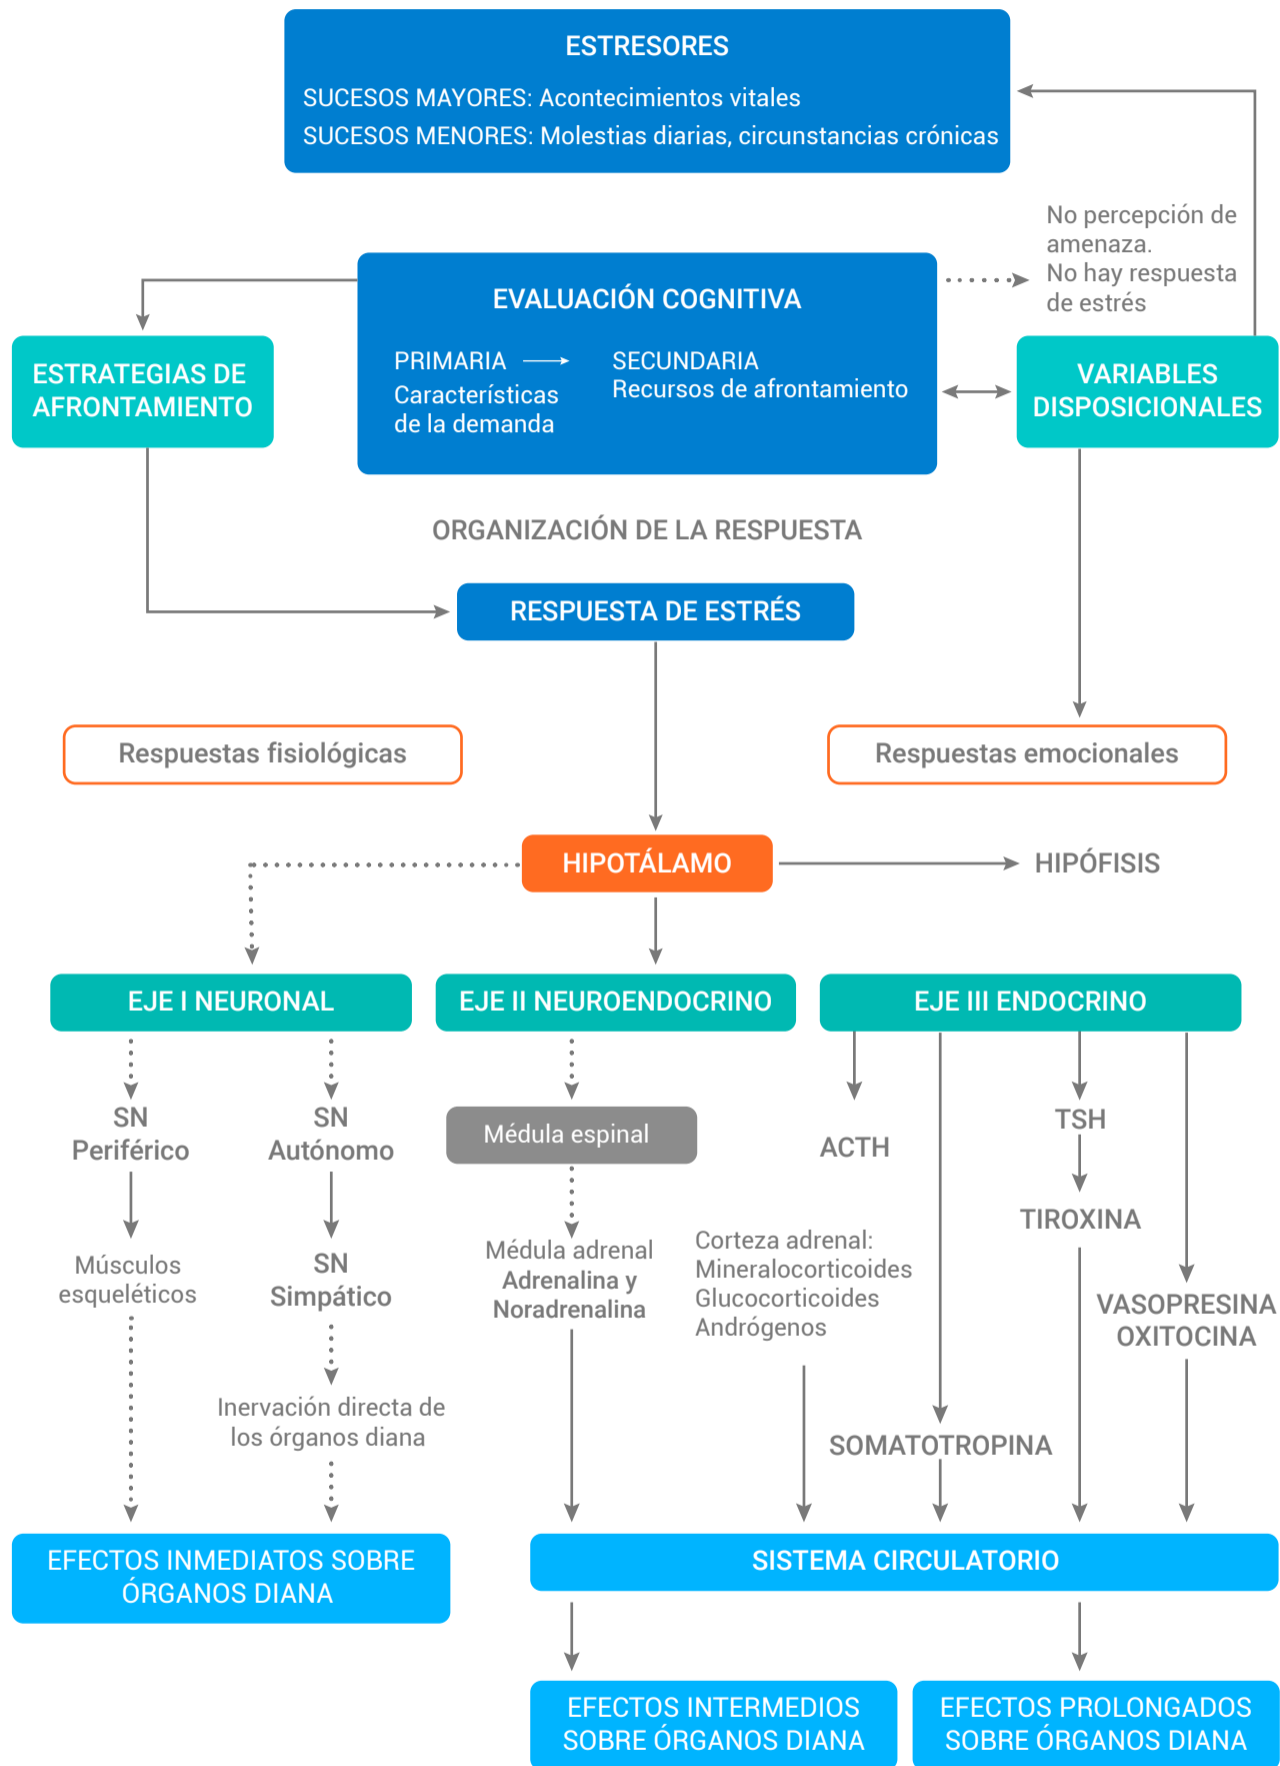 ESTRESORES
SUCESOS MAYORES: Acontecimientos vitales
SUCESOS MENORES: Molestias diarias, circunstancias crónicas
No percepción de
amenaza.
No hay respuesta
de estrés
EVALUACIÓN COGNITIVA
PRIMARIA
Características
de la demanda
SECUNDARIA
Recursos de afrontamiento
ESTRATEGIAS DE
AFRONTAMIENTO
VARIABLES
DISPOSICIONALES
ORGANIZACIÓN DE LA RESPUESTA
RESPUESTA DE ESTRÉS
Respuestas fisiológicas
Respuestas emocionales
HIPOTÁLAMO
HIPÓFISIS
EJE I NEURONAL
EJE II NEUROENDOCRINO
EJE III ENDOCRINO
SN
Periférico
SN
Autónomo
Médula espinal
ACTH
TSH
Músculos
esqueléticos
SN
Simpático
Médula adrenal
Adrenalina y
Noradrenalina
Corteza adrenal:
Mineralocorticoides
Glucocorticoides
Andrógenos
TIROXINA
VASOPRESINA
OXITOCINA
Inervación directa de
los órganos diana
SOMATOTROPINA
EFECTOS INMEDIATOS SOBRE
ÓRGANOS DIANA
SISTEMA CIRCULATORIO
EFECTOS INTERMEDIOS
SOBRE ÓRGANOS DIANA
EFECTOS PROLONGADOS
SOBRE ÓRGANOS DIANA